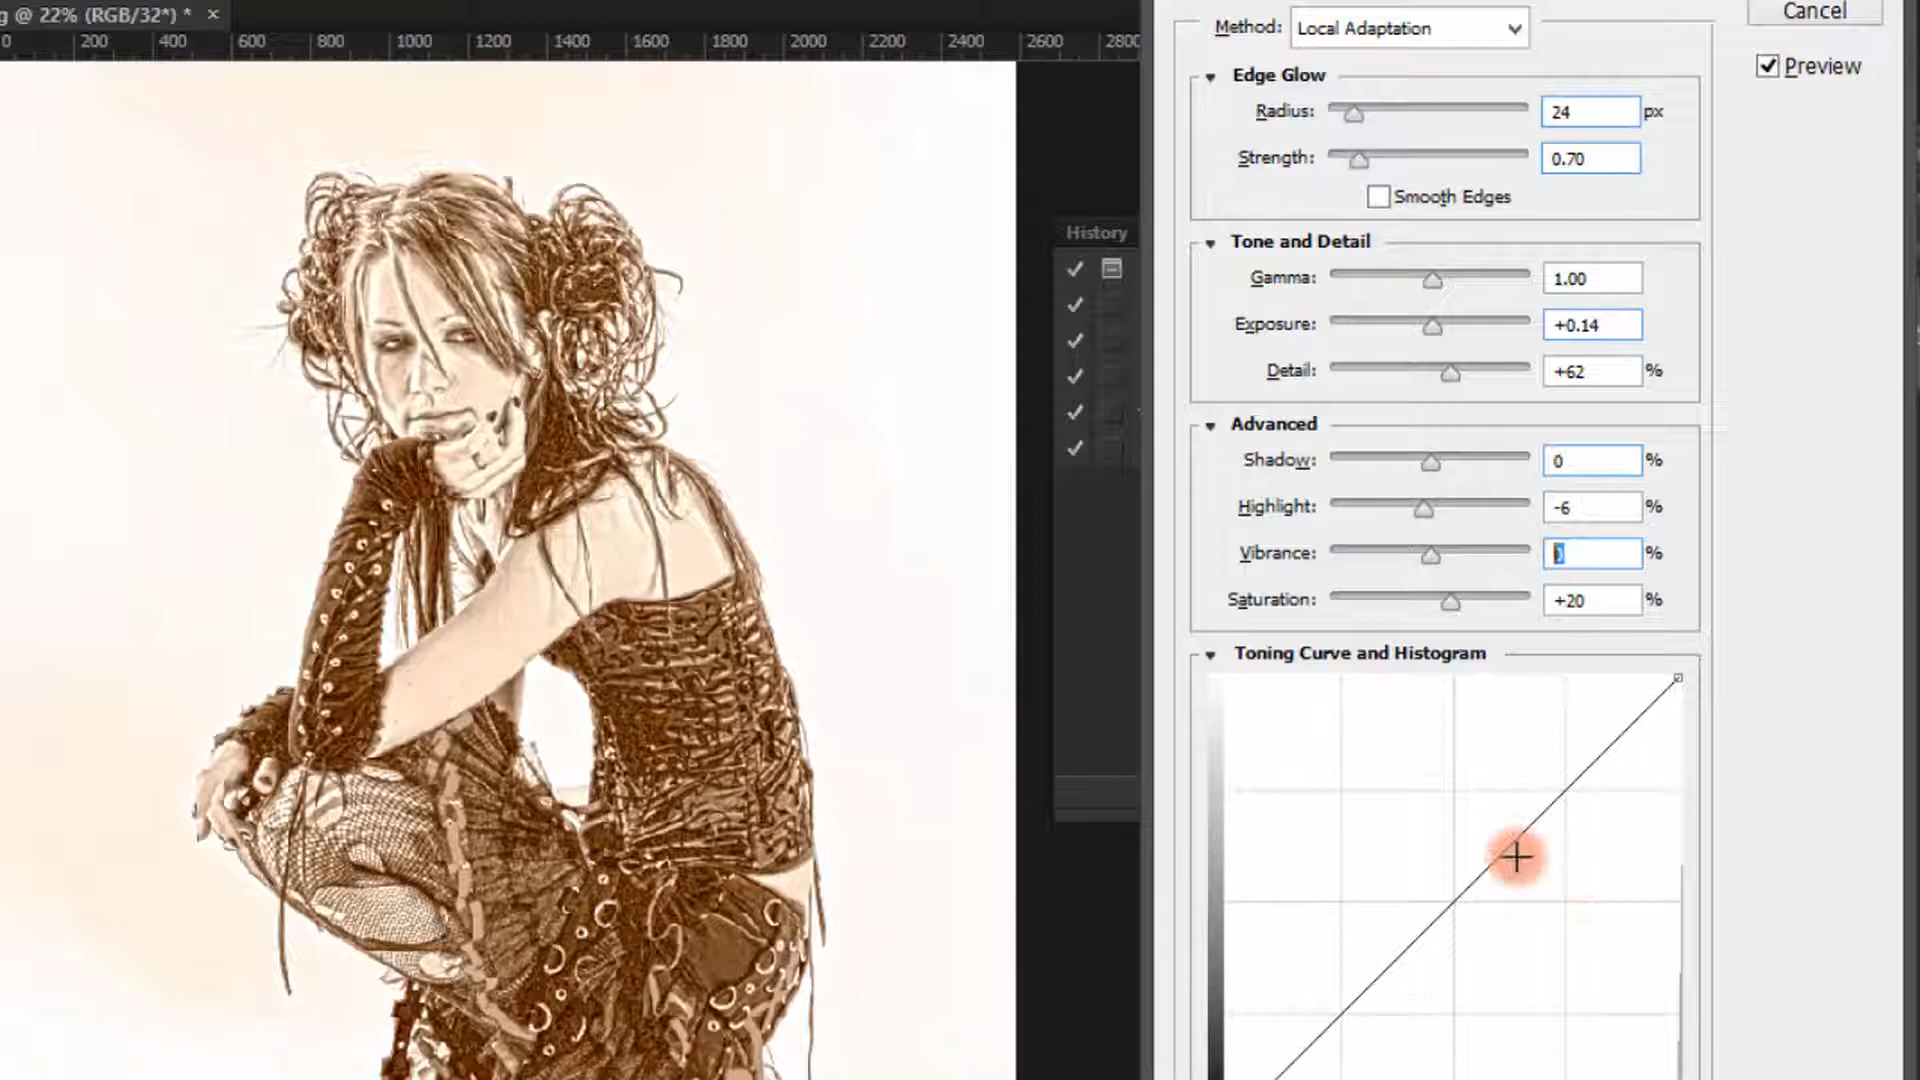 g @ 22% (RGB/32*) * ×
0 200 400 600 800 1000 1200 1400 1600 1800 2000 2200 2400 2600 2800
History
Method: Local Adaptation
Cancel
Preview
Edge Glow
Radius: 24 px
Strength: 0.70
Smooth Edges
Tone and Detail
Gamma: 1.00
Exposure: +0.14
Detail: +62 %
Advanced
Shadow: 0 %
Highlight: -6 %
Vibrance: 0 %
Saturation: +20 %
Toning Curve and Histogram